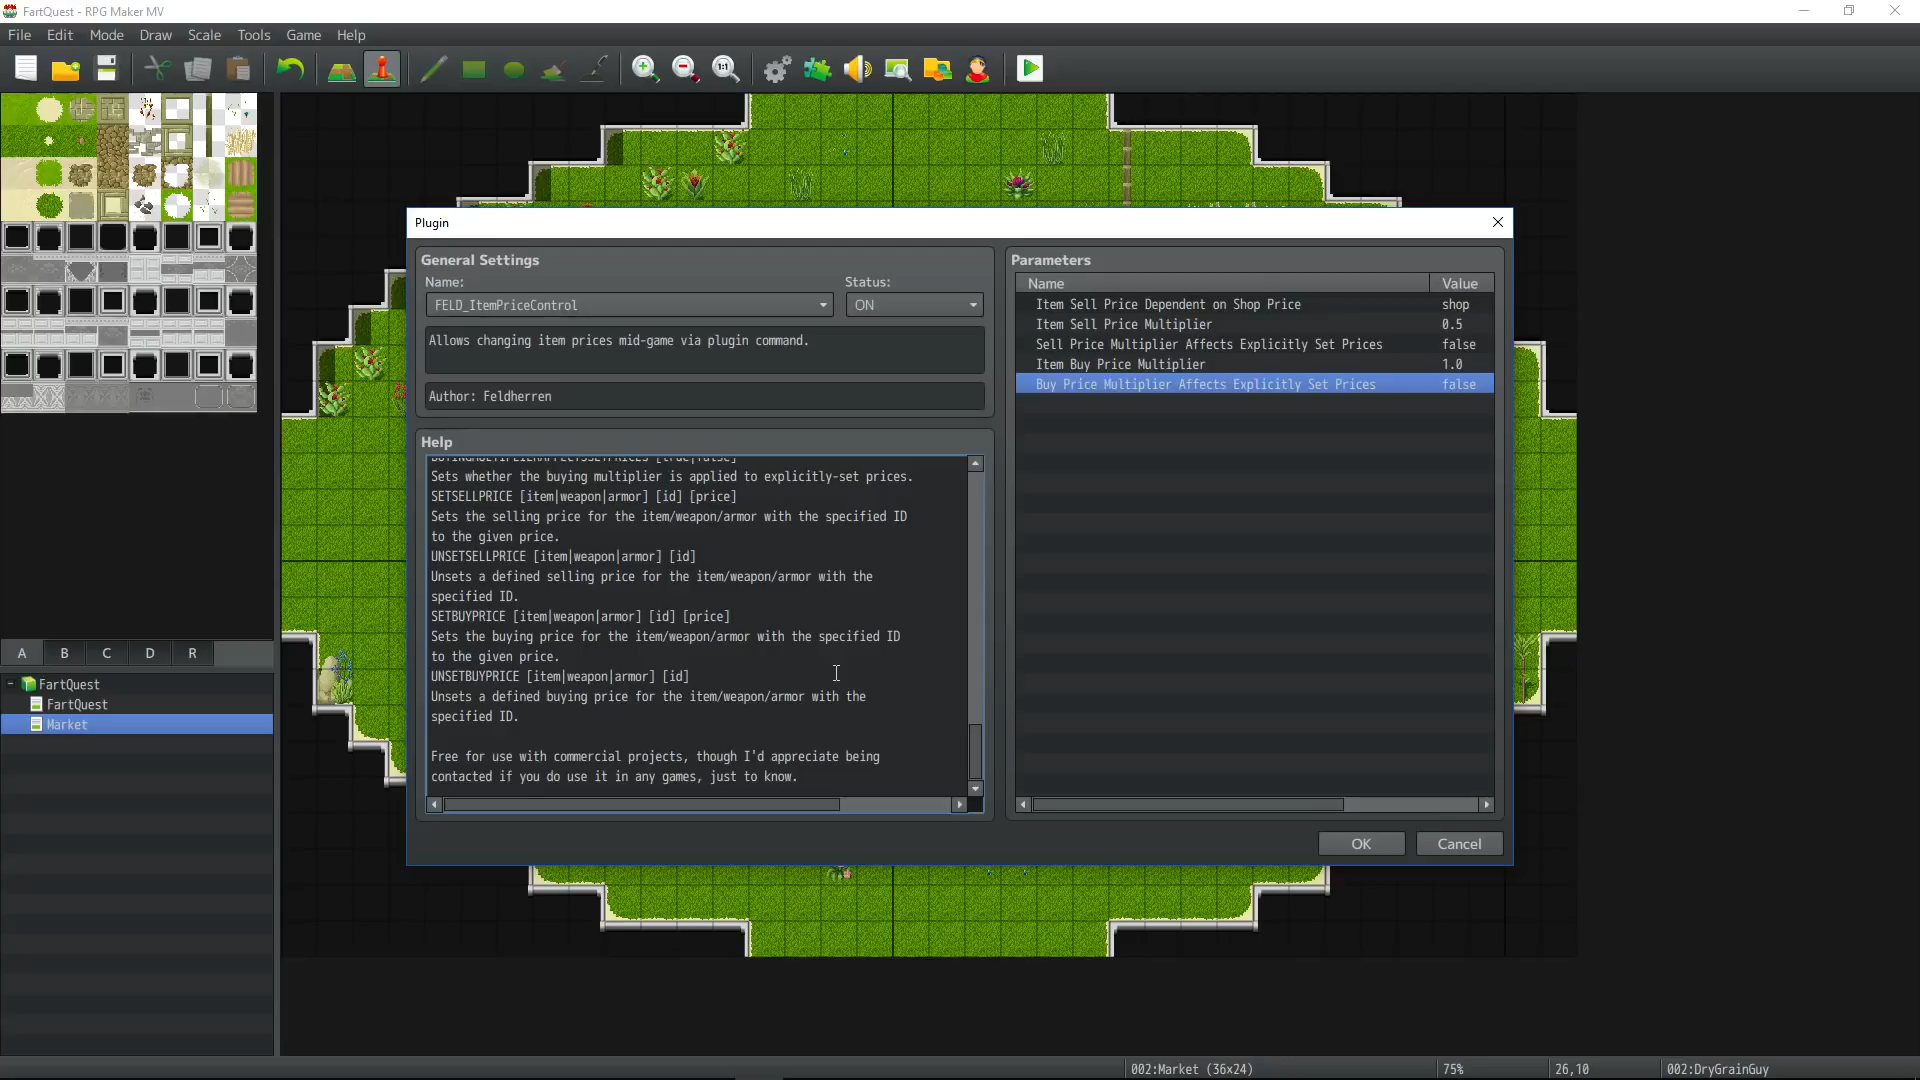 FartQuest - RPG Maker MV
File Edit Mode Draw Scale Tools Game Help
1:1
Plugin
General Settings
Name:
Status:
FELD_ItemPriceControl
ON
Allows changing item prices mid-game via plugin command.
Author: Feldherren
Help
Sets whether the buying multiplier is applied to explicitly-set prices.
SETSELLPRICE [item|weapon|armor] [id] [price]
Sets the selling price for the item/weapon/armor with the specified ID
to the given price.
UNSETSELLPRICE [item|weapon|armor] [id]
Unsets a defined selling price for the item/weapon/armor with the
specified ID.
SETBUYPRICE [item|weapon|armor] [id] [price]
Sets the buying price for the item/weapon/armor with the specified ID
to the given price.
UNSETBUYPRICE [item|weapon|armor] [id]
Unsets a defined buying price for the item/weapon/armor with the
specified ID.
Free for use with commercial projects, though I'd appreciate being
contacted if you do use it in any games, just to know.
Parameters
Name Value
Item Sell Price Dependent on Shop Price shop
Item Sell Price Multiplier 0.5
Sell Price Multiplier Affects Explicitly Set Prices false
Item Buy Price Multiplier 1.0
Buy Price Multiplier Affects Explicitly Set Prices false
OK Cancel
A B C D R
FartQuest
FartQuest
Market
002:Market (36x24) 75% 26,10 002:DryGrainGuy